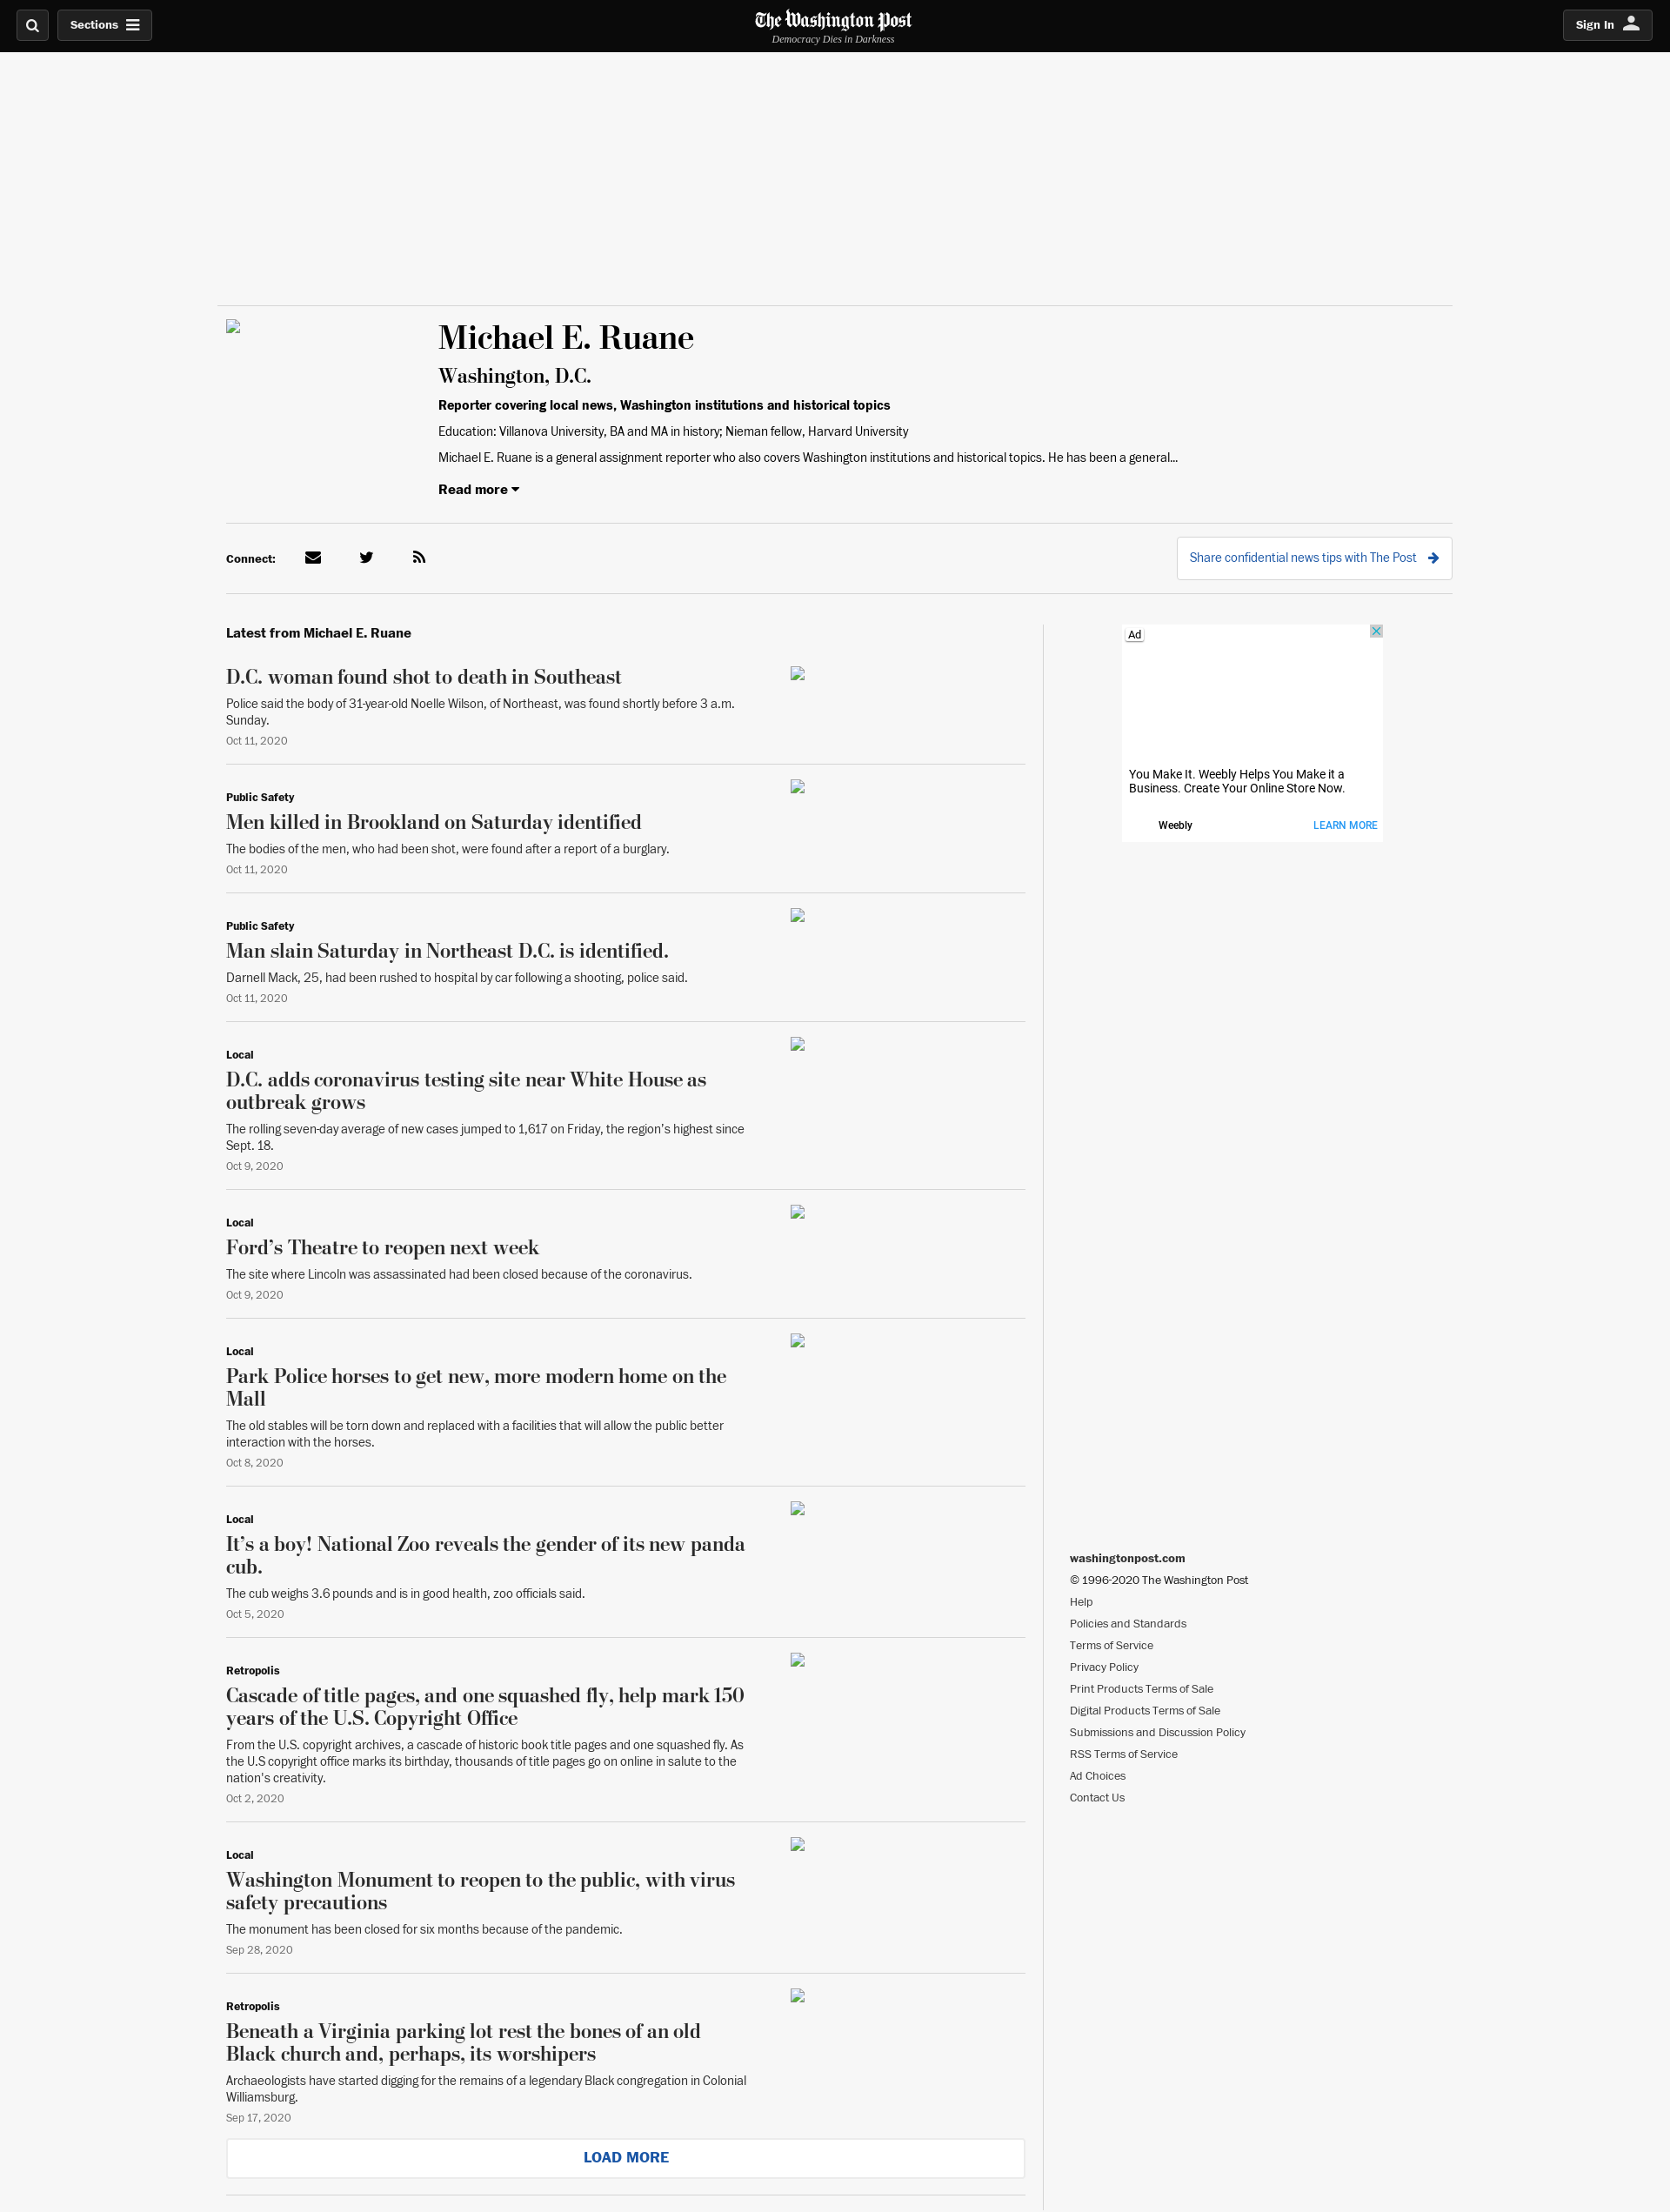 Sections
The Washington Post
Democracy Dies in Darkness
Sign In
Michael E. Ruane
Washington, D.C.
Reporter covering local news, Washington institutions and historical topics
Education: Villanova University, BA and MA in history; Nieman fellow, Harvard University
Michael E. Ruane is a general assignment reporter who also covers Washington institutions and historical topics. He has been a general...
Read more
Connect:
Share confidential news tips with The Post
Latest from Michael E. Ruane
D.C. woman found shot to death in Southeast
Police said the body of 31-year-old Noelle Wilson, of Northeast, was found shortly before 3 a.m.
Sunday.
Oct 11, 2020
Public Safety
Men killed in Brookland on Saturday identified
The bodies of the men, who had been shot, were found after a report of a burglary.
Oct 11, 2020
Public Safety
Man slain Saturday in Northeast D.C. is identified.
Darnell Mack, 25, had been rushed to hospital by car following a shooting, police said.
Oct 11, 2020
Local
D.C. adds coronavirus testing site near White House as
outbreak grows
The rolling seven-day average of new cases jumped to 1,617 on Friday, the region's highest since
Sept. 18.
Oct 9, 2020
Local
Ford's Theatre to reopen next week
The site where Lincoln was assassinated had been closed because of the coronavirus.
Oct 9, 2020
Local
Park Police horses to get new, more modern home on the
Mall
The old stables will be torn down and replaced with a facilities that will allow the public better
interaction with the horses.
Oct 8, 2020
Local
It's a boy! National Zoo reveals the gender of its new panda
cub.
The cub weighs 3.6 pounds and is in good health, zoo officials said.
Oct 5, 2020
Retropolis
Cascade of title pages, and one squashed fly, help mark 150
years of the U.S. Copyright Office
From the U.S. copyright archives, a cascade of historic book title pages and one squashed fly. As
the U.S copyright office marks its birthday, thousands of title pages go on online in salute to the
nation's creativity.
Oct 2, 2020
Local
Washington Monument to reopen to the public, with virus
safety precautions
The monument has been closed for six months because of the pandemic.
Sep 28, 2020
Retropolis
Beneath a Virginia parking lot rest the bones of an old
Black church and, perhaps, its worshipers
Archaeologists have started digging for the remains of a legendary Black congregation in Colonial
Williamsburg.
Sep 17, 2020
LOAD MORE
Ad
You Make It. Weebly Helps You Make it a
Business. Create Your Online Store Now.
Weebly
LEARN MORE
washingtonpost.com
© 1996-2020 The Washington Post
Help
Policies and Standards
Terms of Service
Privacy Policy
Print Products Terms of Sale
Digital Products Terms of Sale
Submissions and Discussion Policy
RSS Terms of Service
Ad Choices
Contact Us